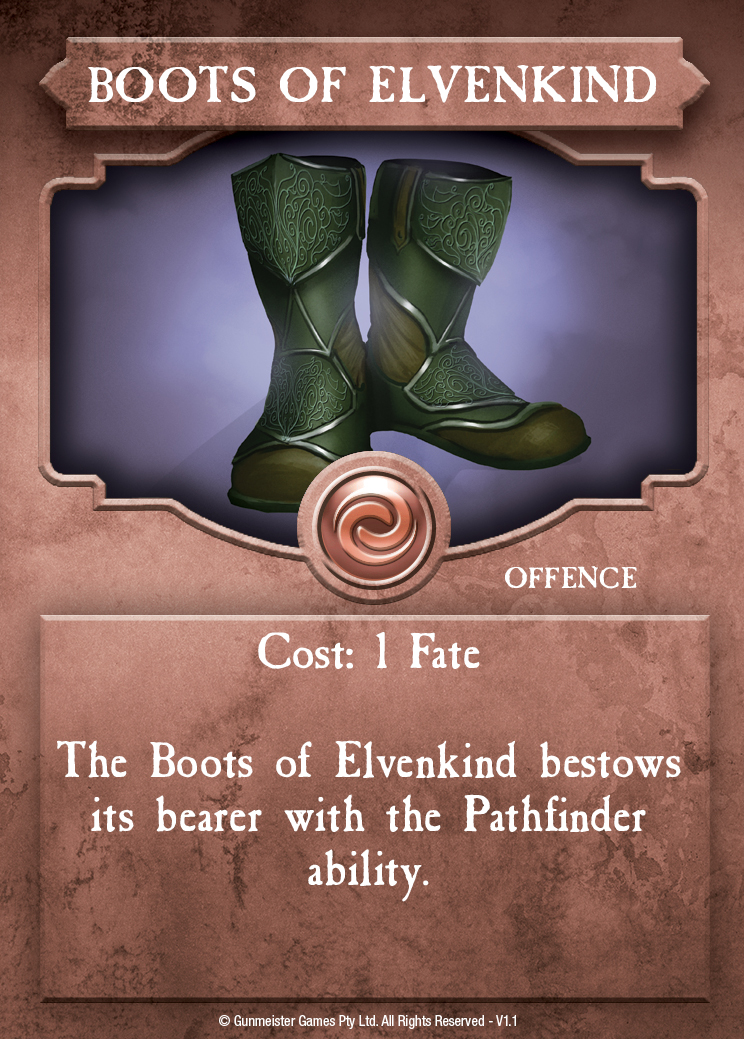 BOOTS OF ELVENKIND
OFFENCE
Cost: 1 Fate
The Boots of Elvenkind bestows
its bearer with the Pathfinder
ability.
© Gunmeister Games Pty Ltd. All Rights Reserved - V1.1